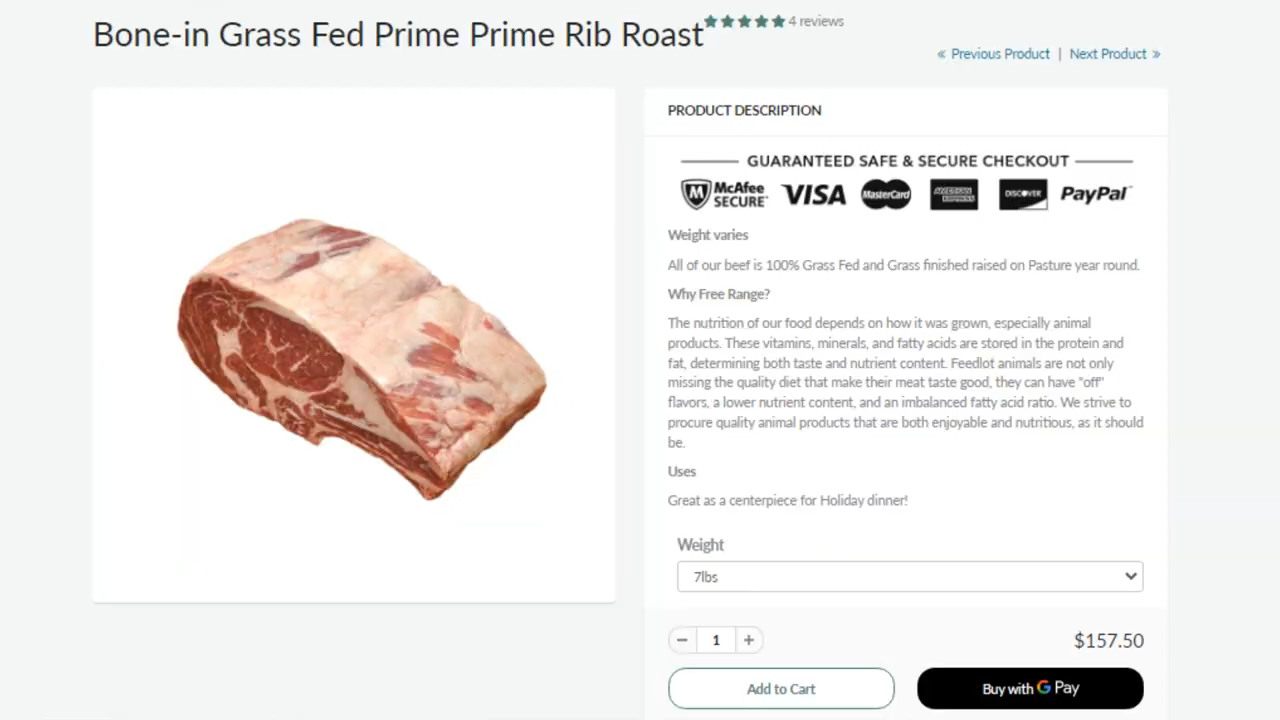 Bone-in Grass Fed Prime Prime Rib Roast
4 reviews
« Previous Product | Next Product »
PRODUCT DESCRIPTION
GUARANTEED SAFE & SECURE CHECKOUT
McAfee SECURE VISA MasterCard AMERICAN EXPRESS DISCOVER PayPal
Weight varies
All of our beef is 100% Grass Fed and Grass finished raised on Pasture year round.
Why Free Range?
The nutrition of our food depends on how it was grown, especially animal
products. These vitamins, minerals, and fatty acids are stored in the protein and
fat, determining both taste and nutrient content. Feedlot animals are not only
missing the quality diet that make their meat taste good, they can have "off"
flavors, a lower nutrient content, and an imbalanced fatty acid ratio. We strive to
procure quality animal products that are both enjoyable and nutritious, as it should
be.
Uses
Great as a centerpiece for Holiday dinner!
Weight
7lbs
− 1 +
$157.50
Add to Cart
Buy with G Pay